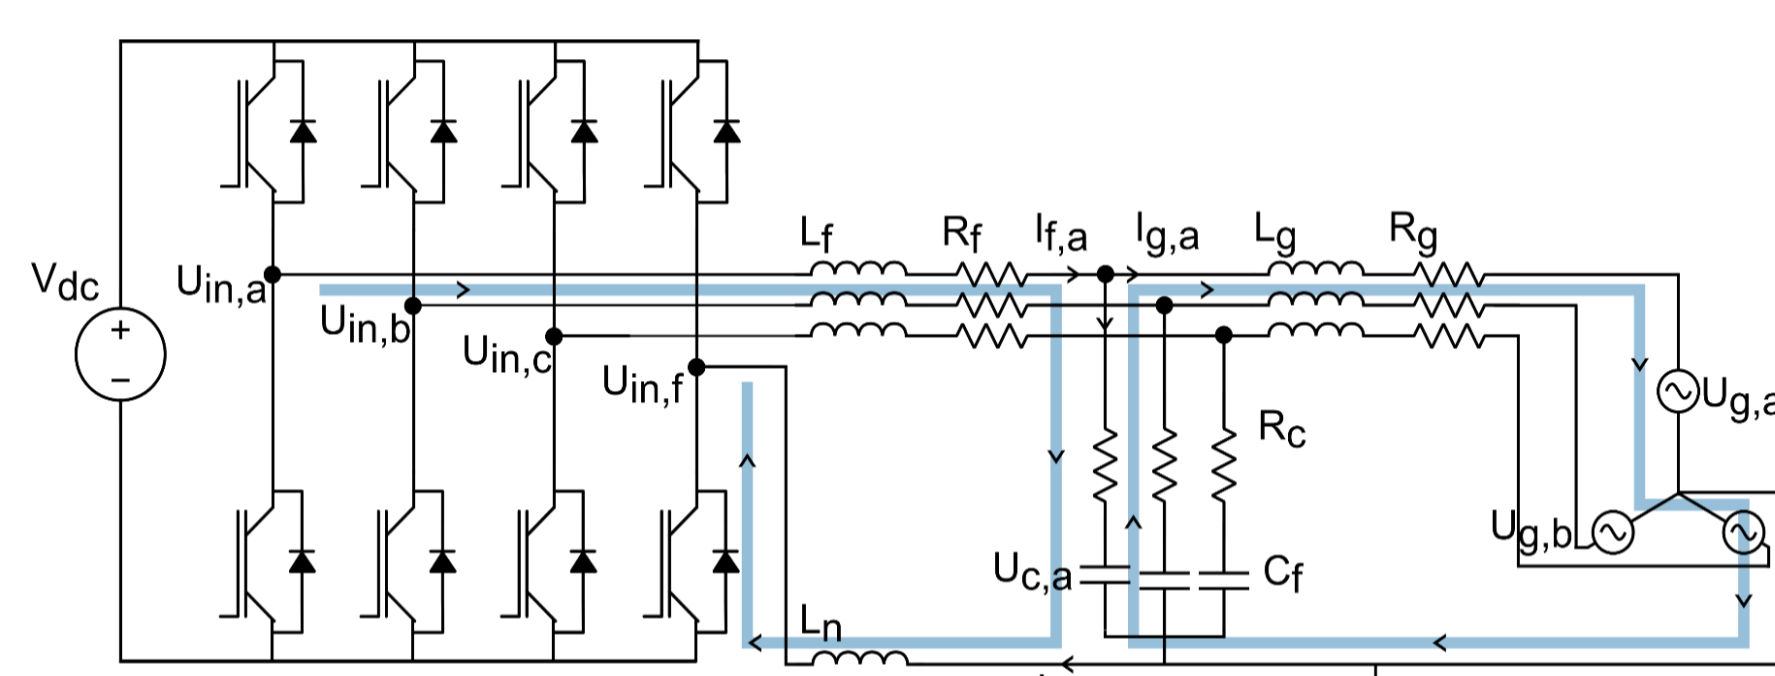 Lf
Rf
If,a
Ig,a
Lg
Rg
Vdc
+
−
Uin,a
Uin,b
Uin,c
Uin,f
Ug,a
Rc
Ug,b
Uc,a
Cf
Ln